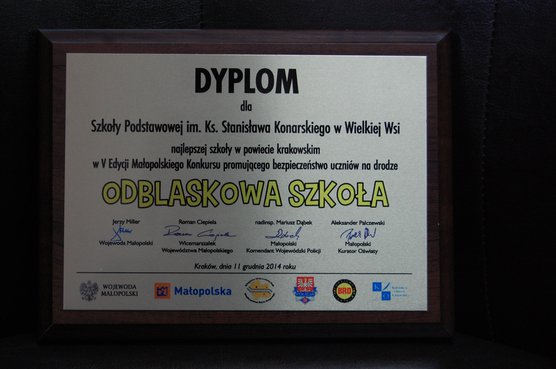 DYPLOM
dla
Szkoły Podstawowej im. Ks. Stanisława Konarskiego w Wielkiej Wsi
najlepszej szkoły w powiecie krakowskim
w V Edycji Małopolskiego Konkursu promującego bezpieczeństwo uczniów na drodze
ODBLASKOWA SZKOŁA
Jerzy Miller Roman Ciepiela nadinsp. Mariusz Dąbek Aleksander Palczewski
Wojewoda Małopolski Wicemarszałek Małopolski Małopolski
Województwa Małopolskiego Komendant Wojewódzki Policji Kurator Oświaty
Kraków, dnia 11 grudnia 2014 roku
WOJEWODA
MAŁOPOLSKI
Małopolska
BRD